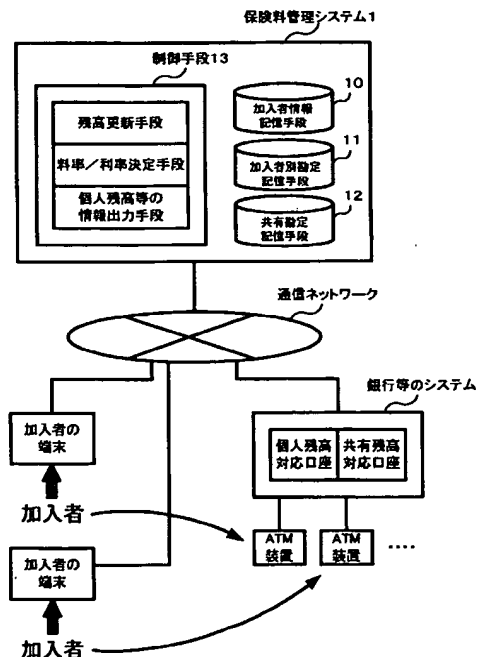 保険料管理システム1
制御手段13
残高更新手段
料率／利率決定手段
個人残高等の
情報出力手段
10
加入者情報
記憶手段
11
加入者別勘定
記憶手段
12
共有勘定
記憶手段
通信ネットワーク
加入者の
端末
加入者
加入者の
端末
加入者
銀行等のシステム
個人残高
対応口座
共有残高
対応口座
ATM
装置
ATM
装置
‥‥